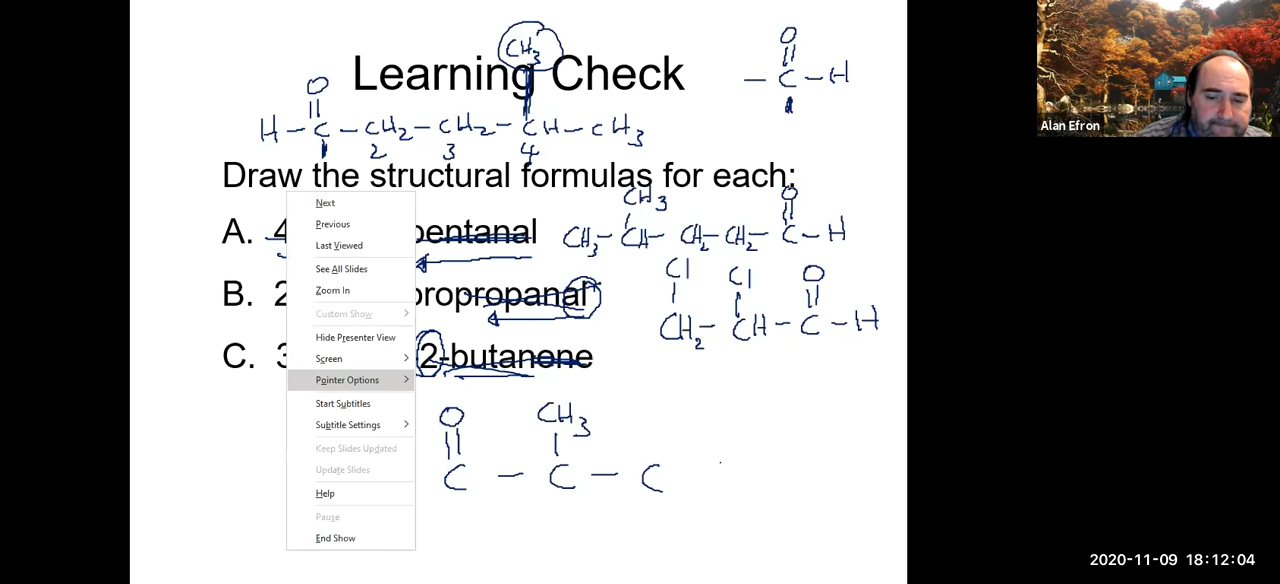 CH3
Learning Check
O
-C-H
O
H-C-CH2-CH2-CH-CH3
1 2 3 4
Draw the structural formulas for each:
CH3 O
A. 4 pentanal CH3-CH-CH2-CH2-C-H
Cl Cl O
B. 2 propropanal CH2-CH-C-H
C. 3 2-butanone
O CH3
C-C-C
Next
Previous
Last Viewed
See All Slides
Zoom In
Custom Show
Hide Presenter View
Screen
Pointer Options
Start Subtitles
Subtitle Settings
Keep Slides Updated
Update Slides
Help
Pause
End Show
Alan Efron
2020-11-09 18:12:04